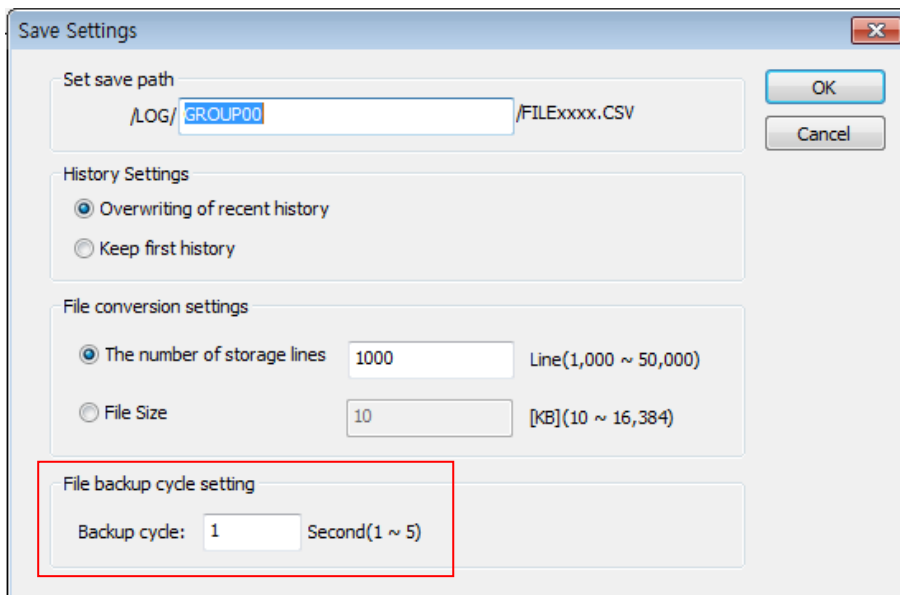 Save Settings
Set save path
/LOG/ GROUP00 /FILExxxx.CSV
OK
Cancel
History Settings
Overwriting of recent history
Keep first history
File conversion settings
The number of storage lines 1000 Line(1,000 ~ 50,000)
File Size 10 [KB](10 ~ 16,384)
File backup cycle setting
Backup cycle: 1 Second(1 ~ 5)